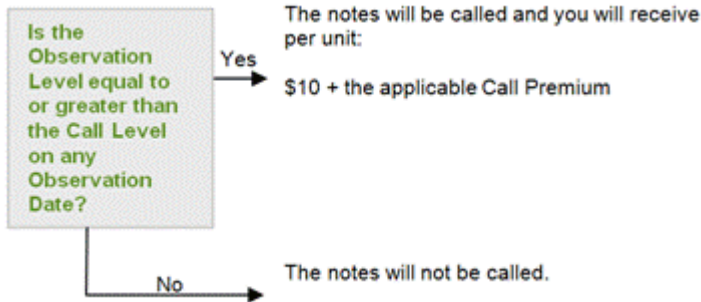 Is the
Observation
Level equal to
or greater than
the Call Level
on any
Observation
Date?
Yes
The notes will be called and you will receive
per unit:
$10 + the applicable Call Premium
No
The notes will not be called.